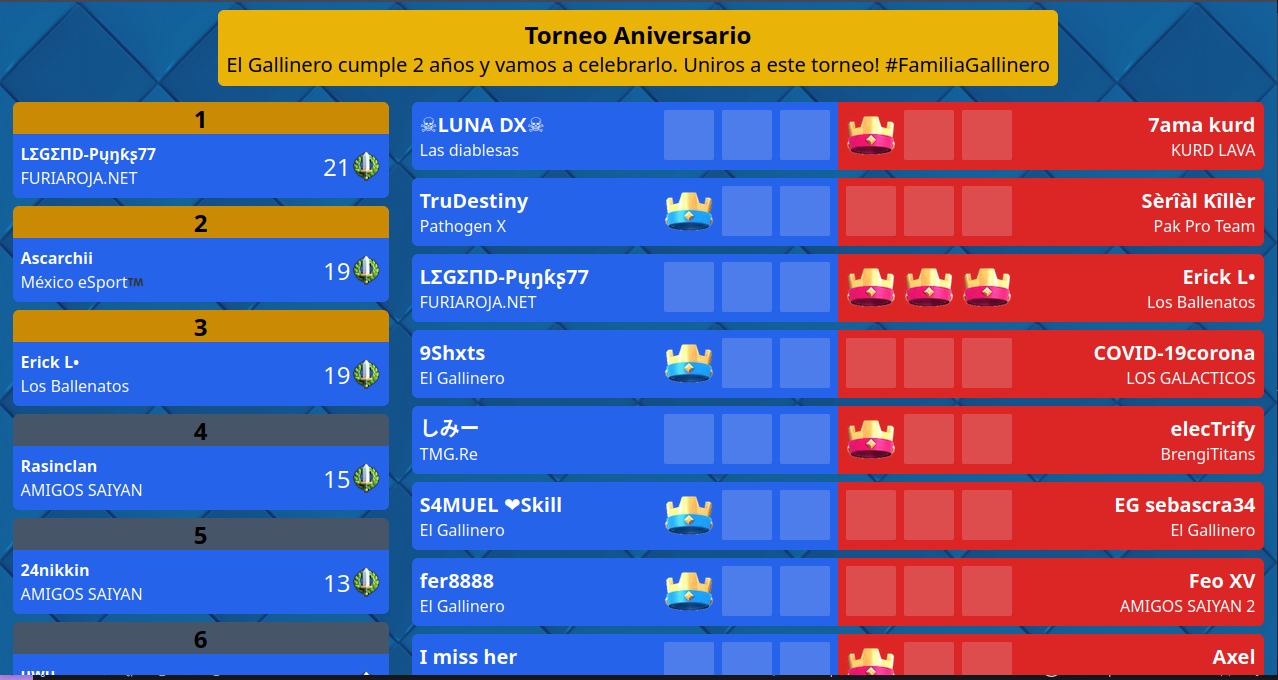 Torneo Aniversario
El Gallinero cumple 2 años y vamos a celebrarlo. Uniros a este torneo! #FamiliaGallinero
1
LΣGΣΠD-Pųŋƙʂ77
21
FURIAROJA.NET
2
Ascarchii
19
México eSport™
3
Erick L•
19
Los Ballenatos
4
Rasinclan
15
AMIGOS SAIYAN
5
24nikkin
13
AMIGOS SAIYAN
6
☠LUNA DX☠
Las diablesas
7ama kurd
KURD LAVA
TruDestiny
Pathogen X
Sèrîàl Kîllèr
Pak Pro Team
LΣGΣΠD-Pųŋƙʂ77
FURIAROJA.NET
Erick L•
Los Ballenatos
9Shxts
El Gallinero
COVID-19corona
LOS GALACTICOS
しみー
TMG.Re
elecTrify
BrengiTitans
S4MUEL ❤Skill
El Gallinero
EG sebascra34
El Gallinero
fer8888
El Gallinero
Feo XV
AMIGOS SAIYAN 2
I miss her
Axel